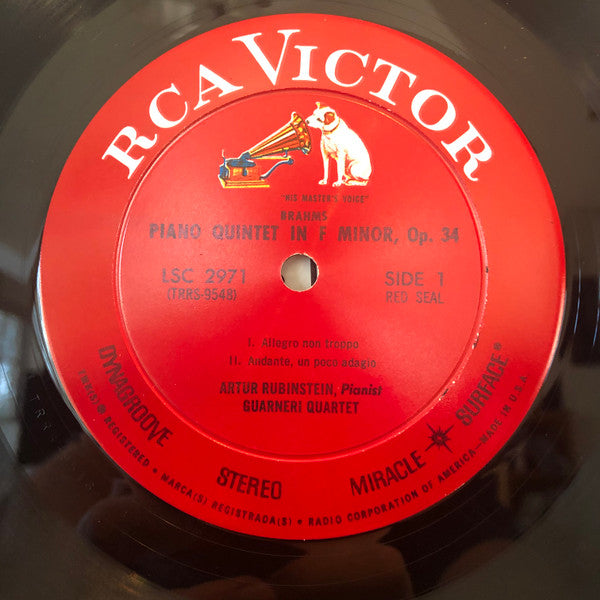 RCA VICTOR
"HIS MASTER'S VOICE"
BRAHMS
PIANO QUINTET IN F MINOR, Op. 34
LSC 2971
(TRRS-9548)
SIDE 1
RED SEAL
I. Allegro non troppo
II. Andante, un poco adagio
ARTUR RUBINSTEIN, Pianist
GUARNERI QUARTET
DYNAGROOVE
STEREO
MIRACLE SURFACE®
TMK(S) ® REGISTERED • MARCA(S) REGISTRADA(S) • RADIO CORPORATION OF AMERICA—MADE IN U.S.A.